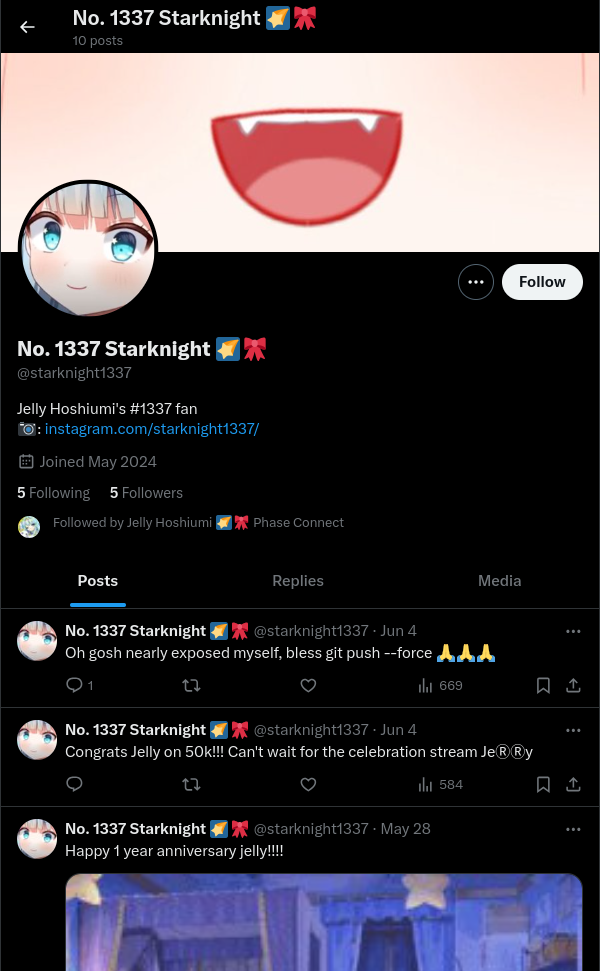 No. 1337 Starknight 🌠🎀
10 posts
Follow
No. 1337 Starknight 🌠🎀
@starknight1337
Jelly Hoshiumi's #1337 fan
📷: instagram.com/starknight1337/
Joined May 2024
5 Following 5 Followers
Followed by Jelly Hoshiumi 🌠🎀 Phase Connect
Posts Replies Media
No. 1337 Starknight 🌠🎀 @starknight1337 · Jun 4
Oh gosh nearly exposed myself, bless git push --force 🙏🙏🙏
1 669
No. 1337 Starknight 🌠🎀 @starknight1337 · Jun 4
Congrats Jelly on 50k!!! Can't wait for the celebration stream JeⓇⓇy
584
No. 1337 Starknight 🌠🎀 @starknight1337 · May 28
Happy 1 year anniversary jelly!!!!